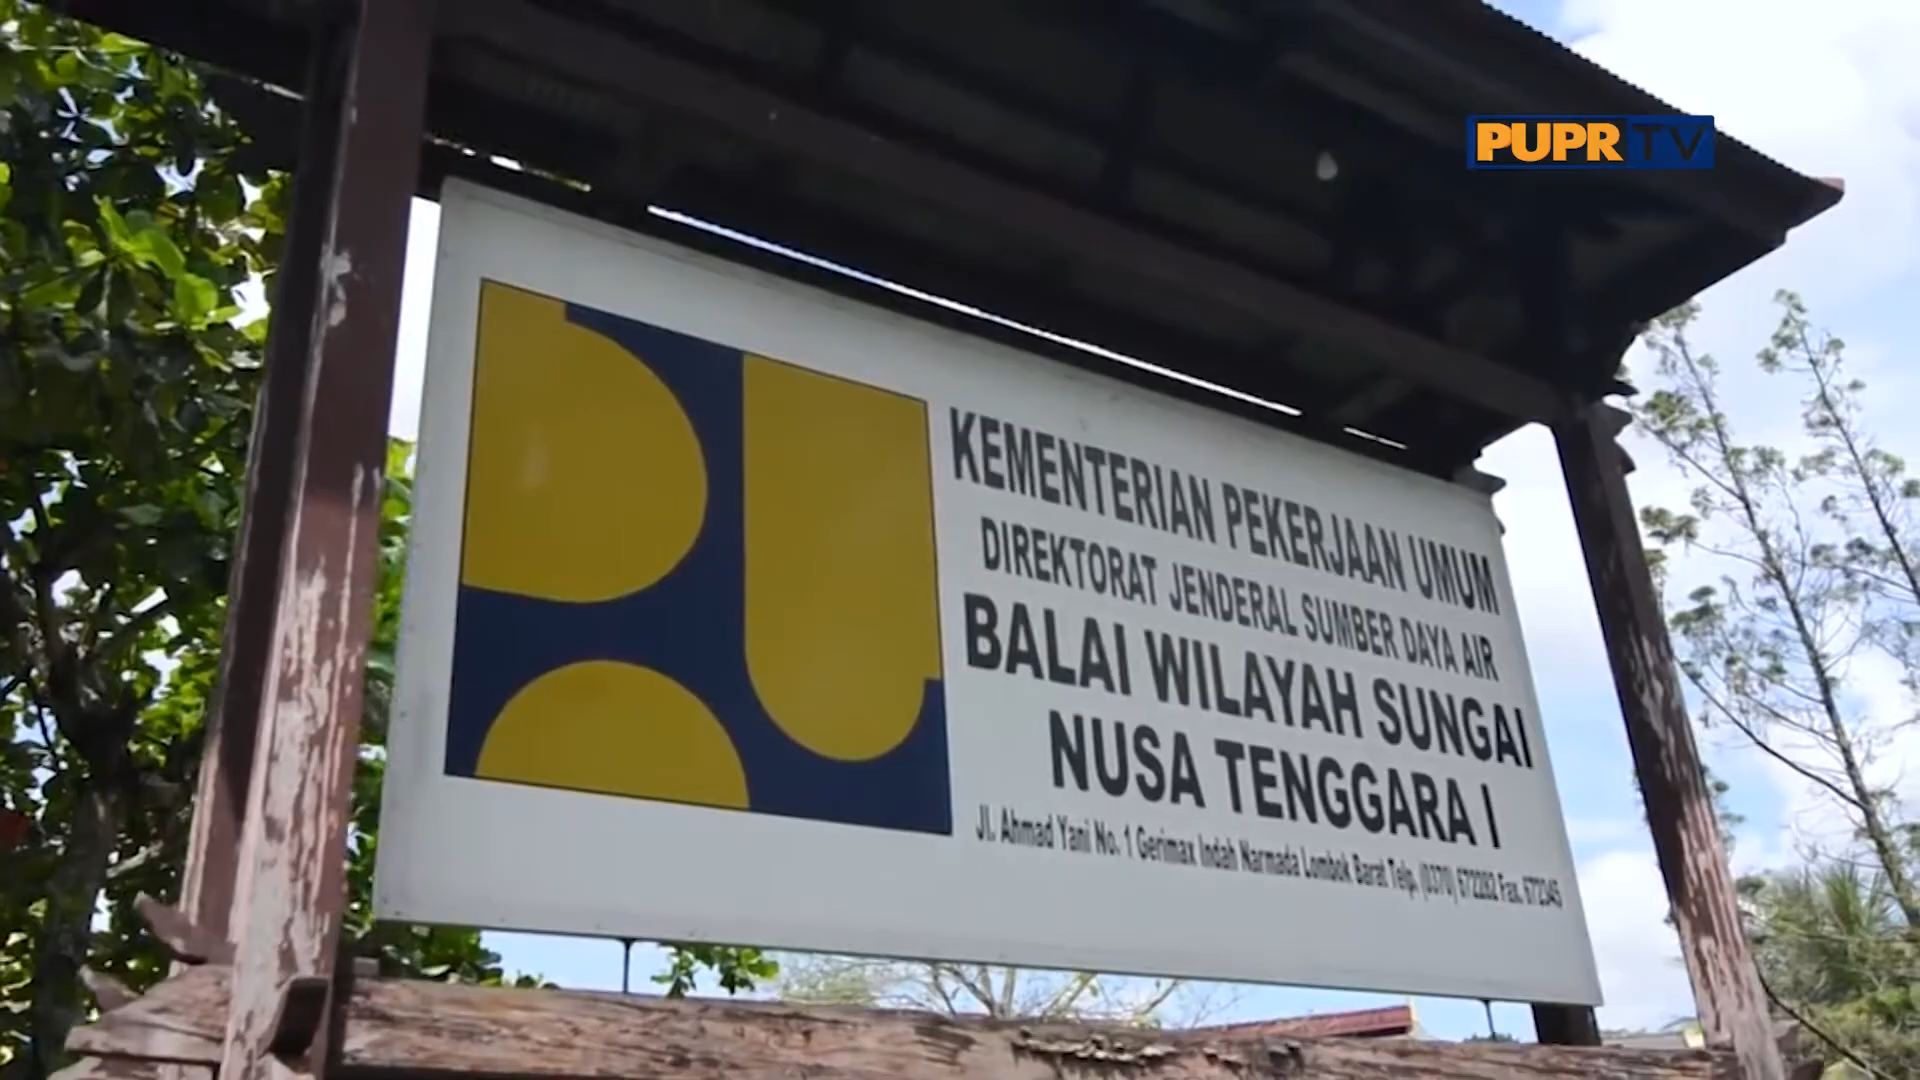 PUPR TV
KEMENTERIAN PEKERJAAN UMUM
DIREKTORAT JENDERAL SUMBER DAYA AIR
BALAI WILAYAH SUNGAI
NUSA TENGGARA I
Jl. Ahmad Yani No. 1 Gerimax Indah Narmada Lombok Barat Telp. (0370) 672282 Fax. 672345